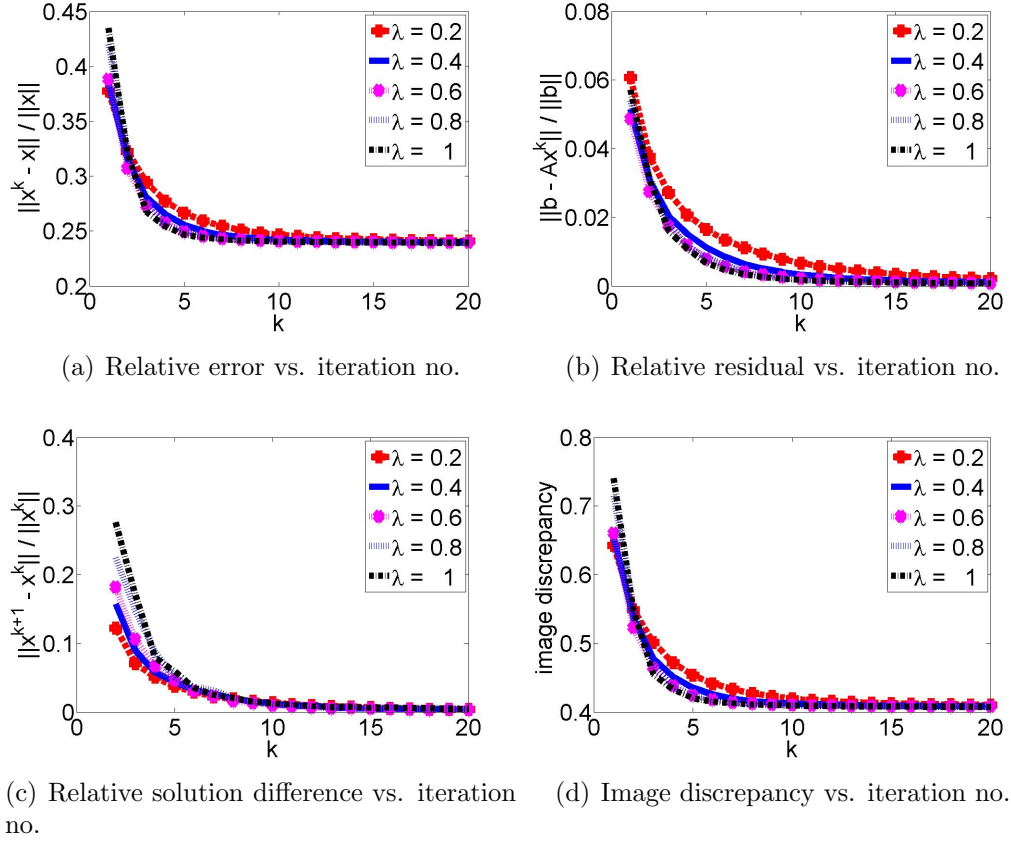 0.45
0.4
0.35
0.3
0.25
0.2
0 5 10 15 20
k
||x^k - x|| / ||x||
λ = 0.2
λ = 0.4
λ = 0.6
λ = 0.8
λ = 1
(a) Relative error vs. iteration no.
0.08
0.06
0.04
0.02
0
0 5 10 15 20
k
||b - Ax^k|| / ||b||
λ = 0.2
λ = 0.4
λ = 0.6
λ = 0.8
λ = 1
(b) Relative residual vs. iteration no.
0.4
0.3
0.2
0.1
0
0 5 10 15 20
k
||x^{k+1} - x^k|| / ||x^k||
λ = 0.2
λ = 0.4
λ = 0.6
λ = 0.8
λ = 1
(c) Relative solution difference vs. iteration
no.
0.8
0.7
0.6
0.5
0.4
0 5 10 15 20
k
image discrepancy
λ = 0.2
λ = 0.4
λ = 0.6
λ = 0.8
λ = 1
(d) Image discrepancy vs. iteration no.